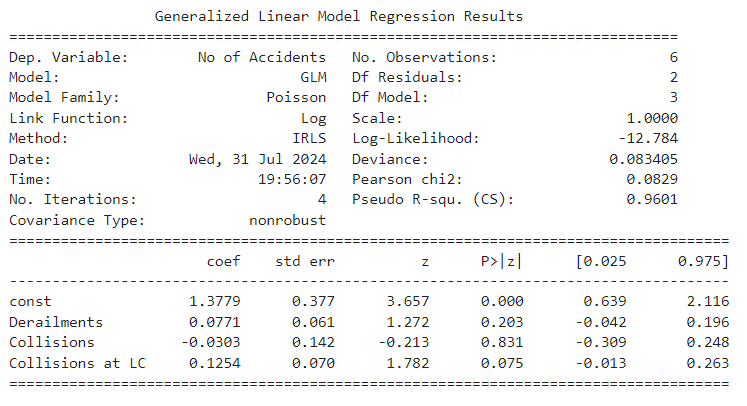 Generalized Linear Model Regression Results
==============================================================================
Dep. Variable: No of Accidents No. Observations: 6
Model: GLM Df Residuals: 2
Model Family: Poisson Df Model: 3
Link Function: Log Scale: 1.0000
Method: IRLS Log-Likelihood: -12.784
Date: Wed, 31 Jul 2024 Deviance: 0.083405
Time: 19:56:07 Pearson chi2: 0.0829
No. Iterations: 4 Pseudo R-squ. (CS): 0.9601
Covariance Type: nonrobust
====================================================================================
coef std err z P>|z| [0.025 0.975]
------------------------------------------------------------------------------------
const 1.3779 0.377 3.657 0.000 0.639 2.116
Derailments 0.0771 0.061 1.272 0.203 -0.042 0.196
Collisions -0.0303 0.142 -0.213 0.831 -0.309 0.248
Collisions at LC 0.1254 0.070 1.782 0.075 -0.013 0.263
====================================================================================